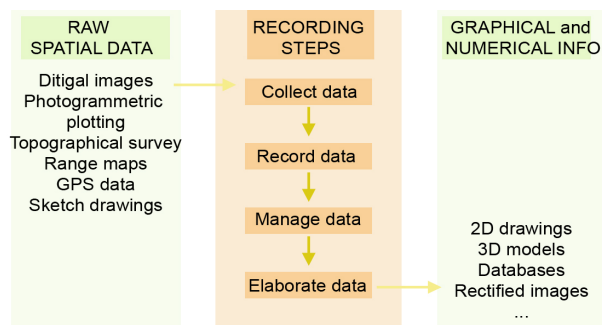 RAW
SPATIAL DATA
Ditigal images
Photogrammetric
plotting
Topographical survey
Range maps
GPS data
Sketch drawings
RECORDING
STEPS
Collect data
Record data
Manage data
Elaborate data
GRAPHICAL and
NUMERICAL INFO
2D drawings
3D models
Databases
Rectified images
...